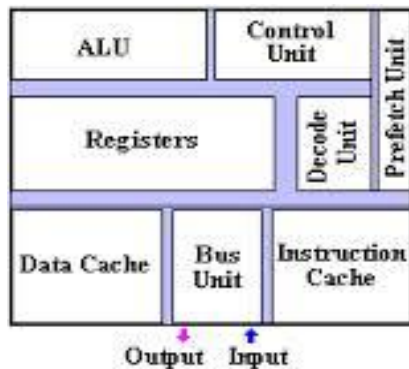 ALU
Control
Unit
Prefetch Unit
Registers
Decode
Unit
Data Cache
Bus
Unit
Instruction
Cache
Output
Input